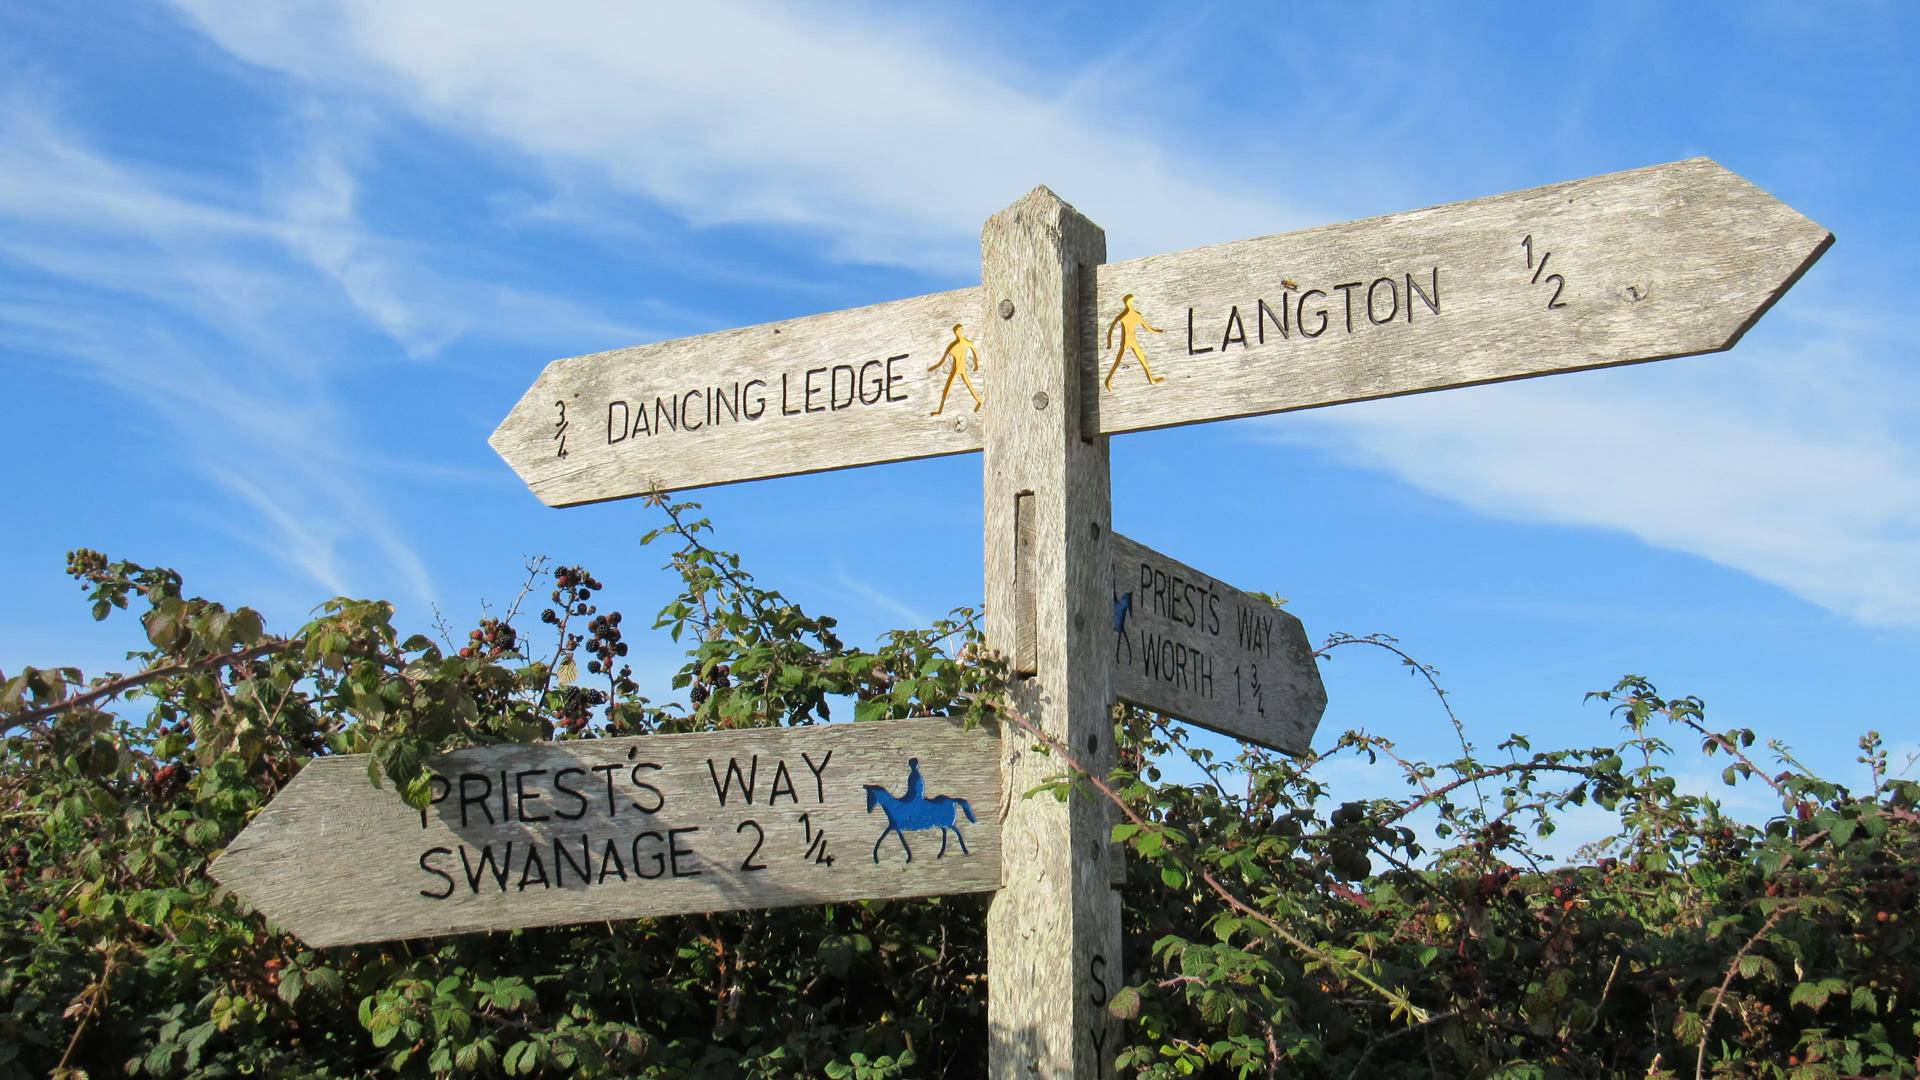 3/4 DANCING LEDGE
LANGTON 1/2
PRIEST'S WAY
WORTH 1 3/4
PRIEST'S WAY
SWANAGE 2 1/4
S
Y